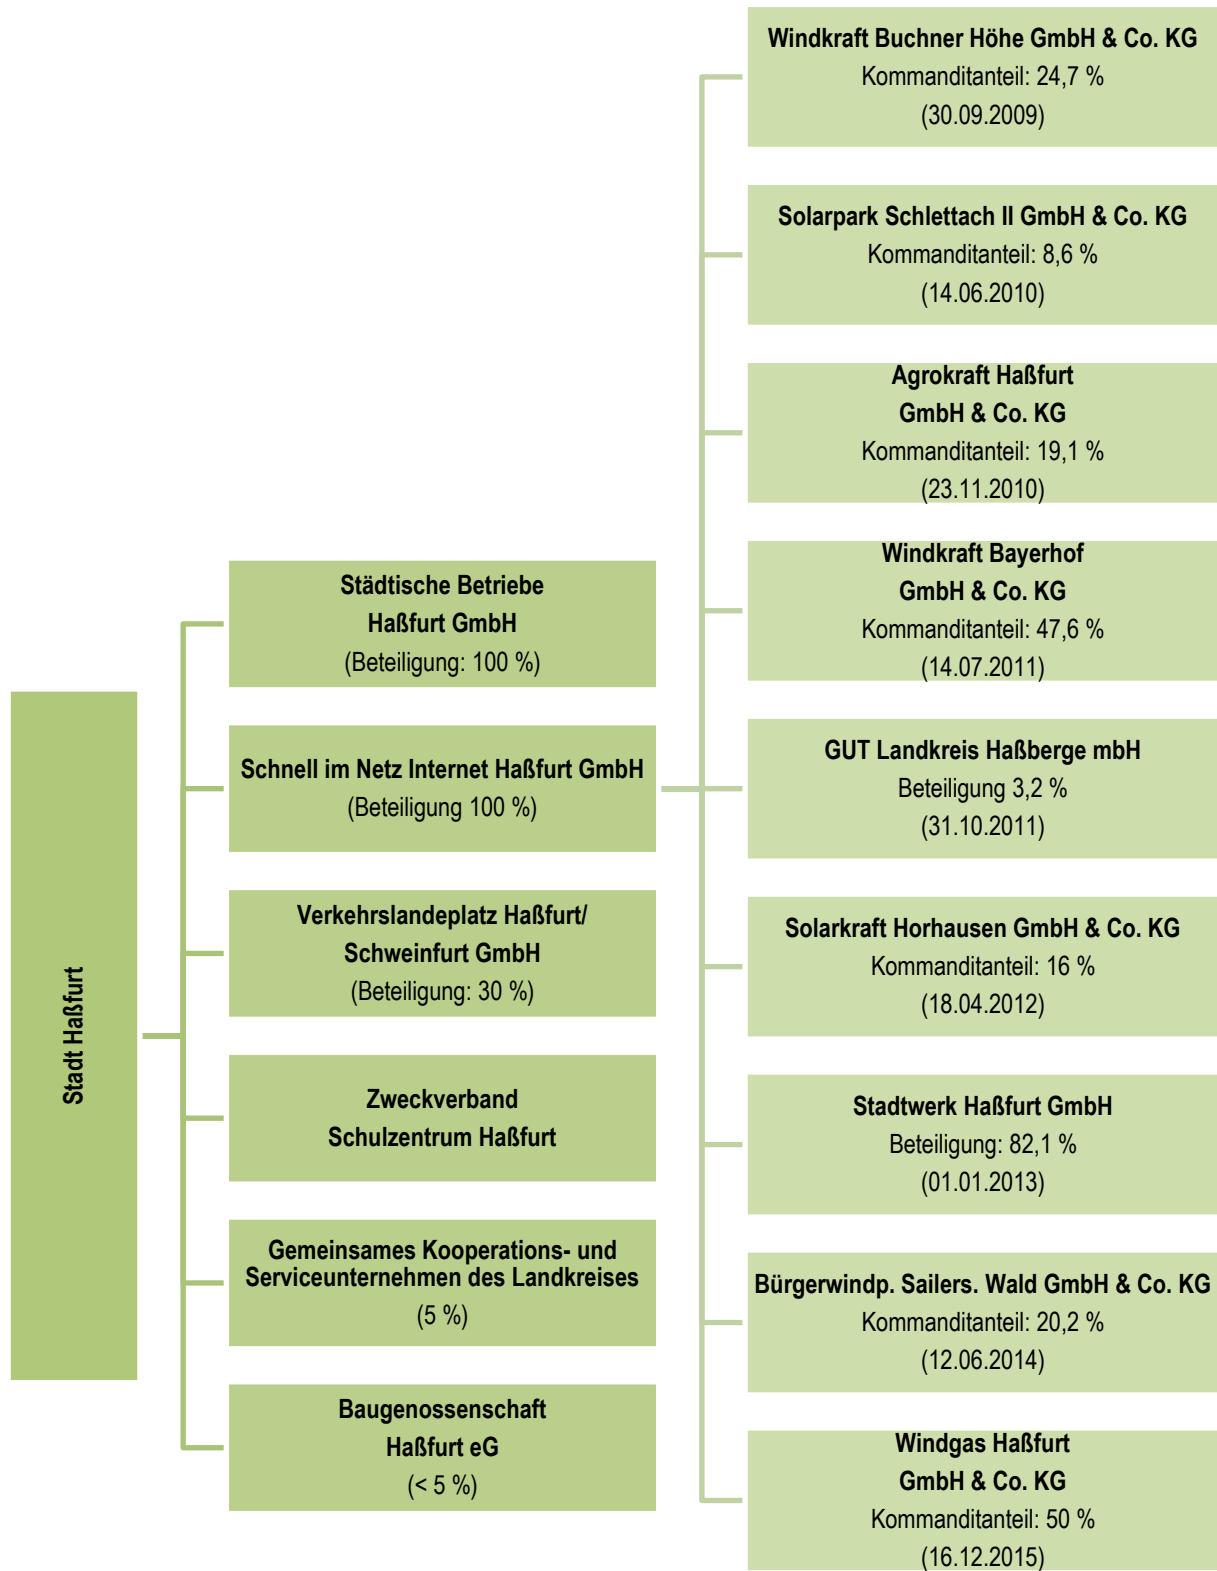 Stadt Haßfurt
Städtische Betriebe
Haßfurt GmbH
(Beteiligung: 100 %)
Schnell im Netz Internet Haßfurt GmbH
(Beteiligung 100 %)
Verkehrslandeplatz Haßfurt/
Schweinfurt GmbH
(Beteiligung: 30 %)
Zweckverband
Schulzentrum Haßfurt
Gemeinsames Kooperations- und
Serviceunternehmen des Landkreises
(5 %)
Baugenossenschaft
Haßfurt eG
(< 5 %)
Windkraft Buchner Höhe GmbH & Co. KG
Kommanditanteil: 24,7 %
(30.09.2009)
Solarpark Schlettach II GmbH & Co. KG
Kommanditanteil: 8,6 %
(14.06.2010)
Agrokraft Haßfurt
GmbH & Co. KG
Kommanditanteil: 19,1 %
(23.11.2010)
Windkraft Bayerhof
GmbH & Co. KG
Kommanditanteil: 47,6 %
(14.07.2011)
GUT Landkreis Haßberge mbH
Beteiligung 3,2 %
(31.10.2011)
Solarkraft Horhausen GmbH & Co. KG
Kommanditanteil: 16 %
(18.04.2012)
Stadtwerk Haßfurt GmbH
Beteiligung: 82,1 %
(01.01.2013)
Bürgerwindp. Sailers. Wald GmbH & Co. KG
Kommanditanteil: 20,2 %
(12.06.2014)
Windgas Haßfurt
GmbH & Co. KG
Kommanditanteil: 50 %
(16.12.2015)